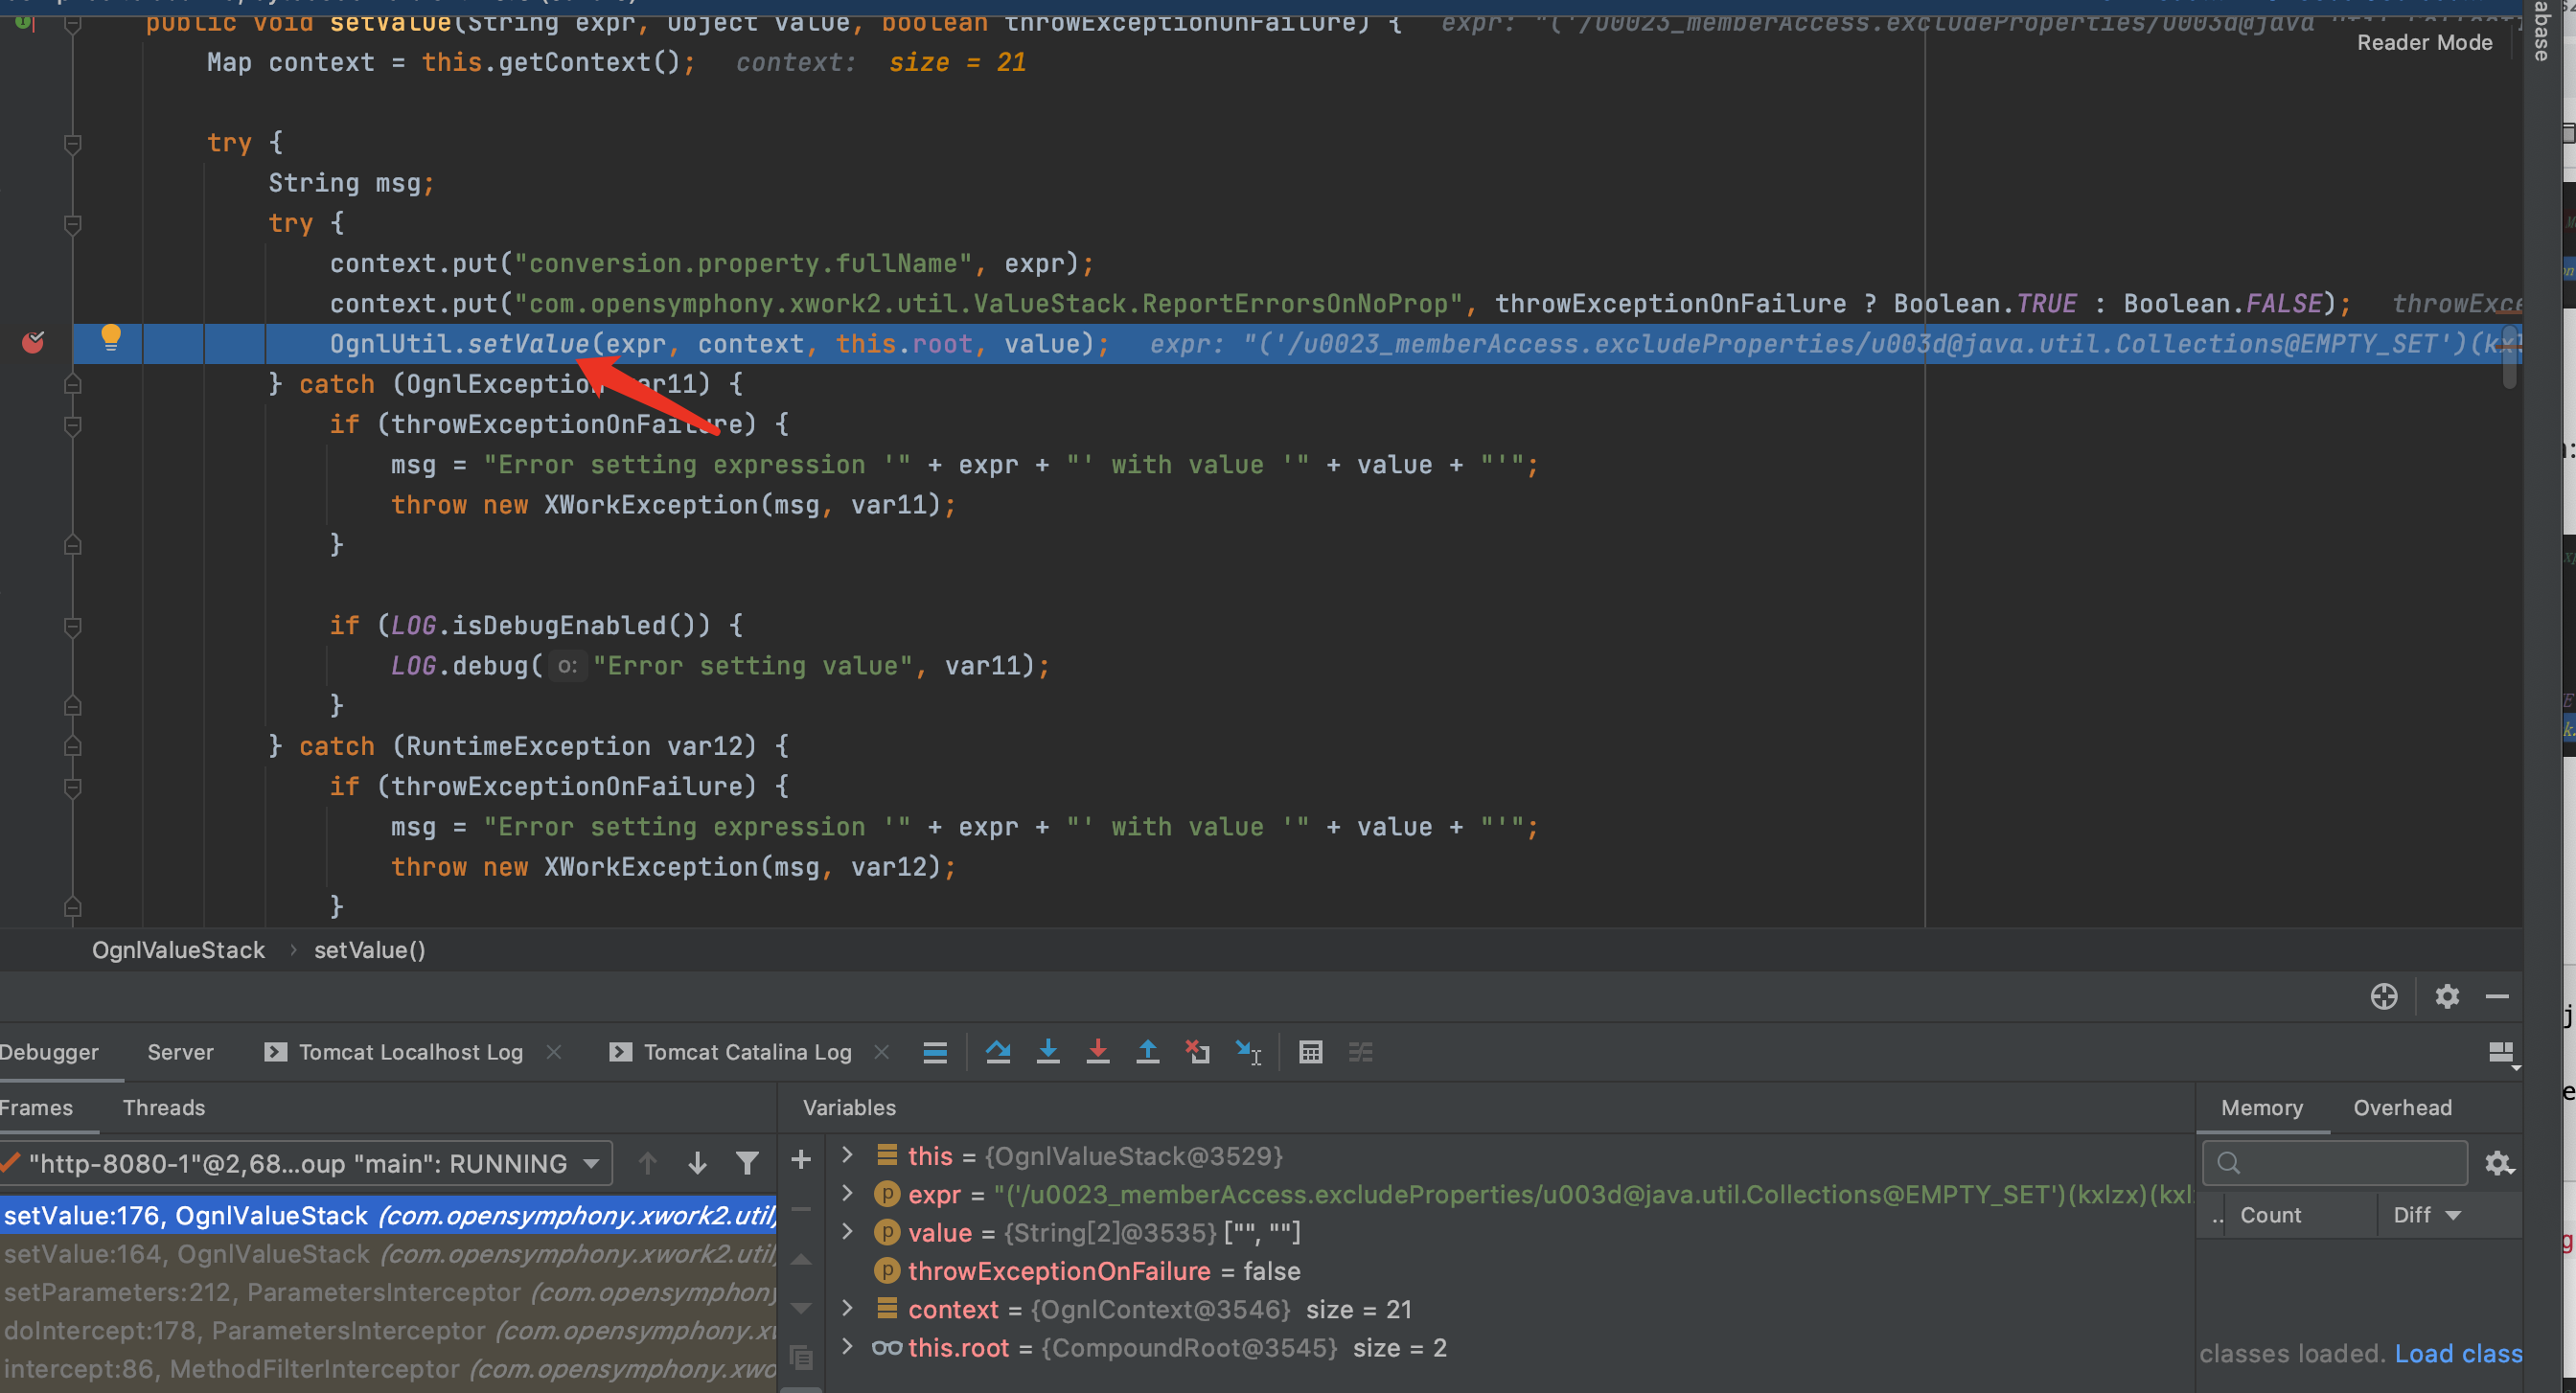 public void setValue(String expr, Object value, boolean throwExceptionOnFailure) { expr: "('/u0023_memberAccess.excludeProperties/u003d@java
Reader Mode
abase
Map context = this.getContext(); context: size = 21
try {
String msg;
try {
context.put("conversion.property.fullName", expr);
context.put("com.opensymphony.xwork2.util.ValueStack.ReportErrorsOnNoProp", throwExceptionOnFailure ? Boolean.TRUE : Boolean.FALSE); throwExce
OgnlUtil.setValue(expr, context, this.root, value); expr: "('/u0023_memberAccess.excludeProperties/u003d@java.util.Collections@EMPTY_SET')(kx
} catch (OgnlException var11) {
if (throwExceptionOnFailure) {
msg = "Error setting expression '" + expr + "' with value '" + value + "'";
throw new XWorkException(msg, var11);
}
if (LOG.isDebugEnabled()) {
LOG.debug( o: "Error setting value", var11);
}
} catch (RuntimeException var12) {
if (throwExceptionOnFailure) {
msg = "Error setting expression '" + expr + "' with value '" + value + "'";
throw new XWorkException(msg, var12);
}
OgnlValueStack › setValue()
Debugger Server Tomcat Localhost Log Tomcat Catalina Log
Frames Threads
Variables
Memory Overhead
"http-8080-1"@2,68...oup "main": RUNNING
setValue:176, OgnlValueStack (com.opensymphony.xwork2.util
setValue:164, OgnlValueStack (com.opensymphony.xwork2.util
setParameters:212, ParametersInterceptor (com.opensymphony
doIntercept:178, ParametersInterceptor (com.opensymphony.xw
intercept:86, MethodFilterInterceptor (com.opensymphony.xwo
this = {OgnlValueStack@3529}
expr = "('/u0023_memberAccess.excludeProperties/u003d@java.util.Collections@EMPTY_SET')(kxlzx)(kxl
value = {String[2]@3535} ["", ""]
throwExceptionOnFailure = false
context = {OgnlContext@3546} size = 21
this.root = {CompoundRoot@3545} size = 2
.. Count Diff
classes loaded. Load class